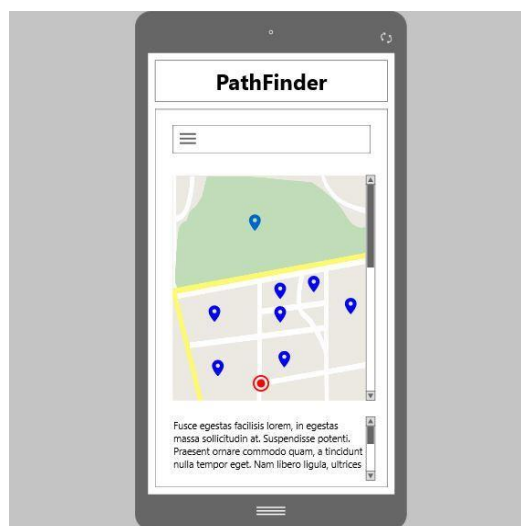 PathFinder
Fusce egestas facilisis lorem, in egestas
massa sollicitudin at. Suspendisse potenti.
Praesent ornare commodo quam, a tincidunt
nulla tempor eget. Nam libero ligula, ultrices